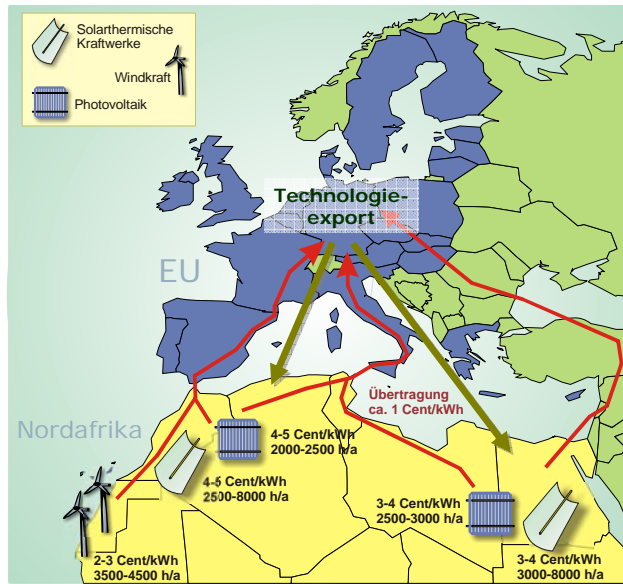 Solarthermische
Kraftwerke
Windkraft
Photovoltaik
Technologie-
export
EU
Übertragung
ca. 1 Cent/kWh
Nordafrika
4-5 Cent/kWh
2000-2500 h/a
4-5 Cent/kWh
2500-8000 h/a
3-4 Cent/kWh
2500-3000 h/a
2-3 Cent/kWh
3500-4500 h/a
3-4 Cent/kWh
3000-8000 h/a